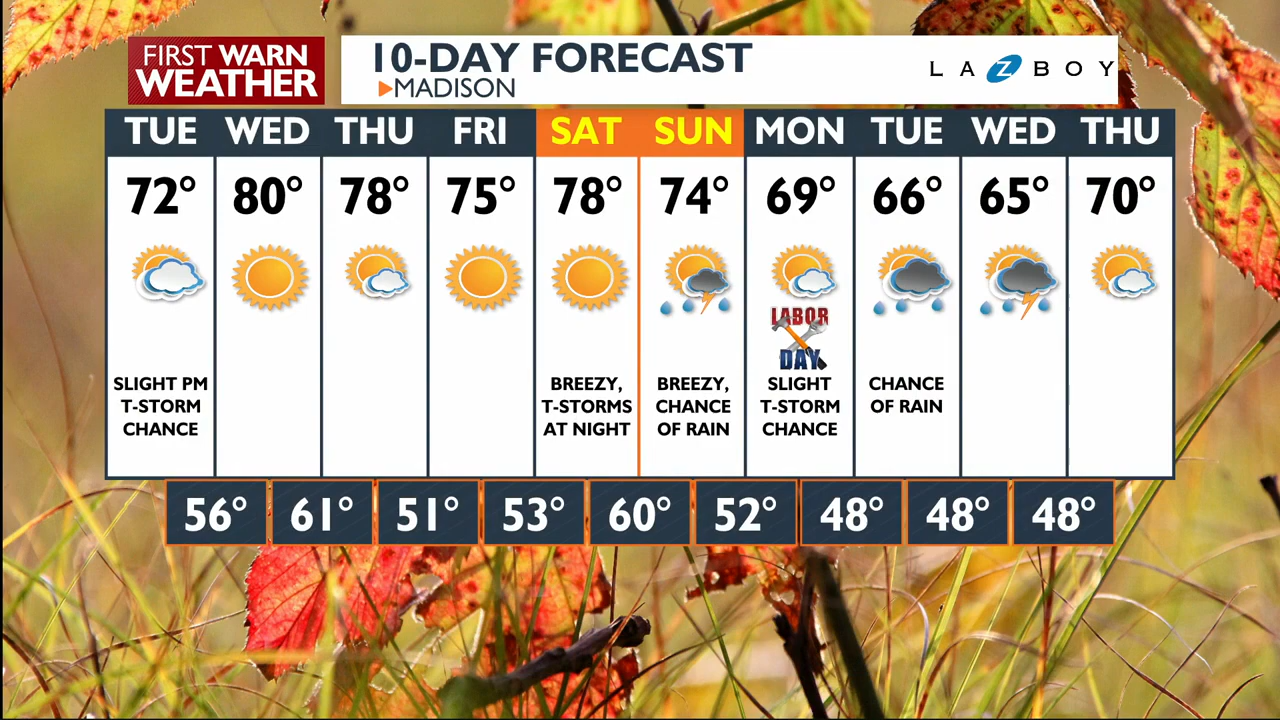 FIRST WARN
WEATHER
10-DAY FORECAST
MADISON
LA Z BOY
TUE WED THU FRI SAT SUN MON TUE WED THU
72° 80° 78° 75° 78° 74° 69° 66° 65° 70°
LABOR
DAY
SLIGHT PM BREEZY, BREEZY, SLIGHT CHANCE
T-STORM T-STORMS CHANCE T-STORM OF RAIN
CHANCE AT NIGHT OF RAIN CHANCE
56° 61° 51° 53° 60° 52° 48° 48° 48°